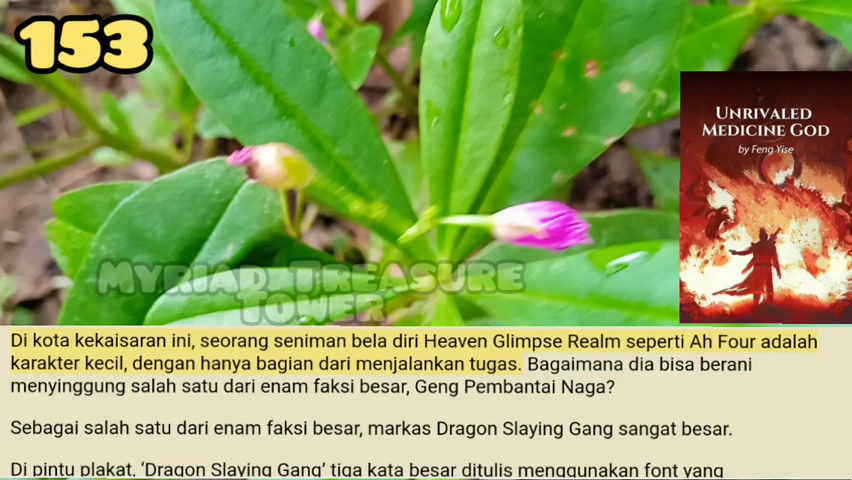 153
UNRIVALED
MEDICINE GOD
by Feng Yise
MYRIAD TREASURE
TOWER
Di kota kekaisaran ini, seorang seniman bela diri Heaven Glimpse Realm seperti Ah Four adalah
karakter kecil, dengan hanya bagian dari menjalankan tugas. Bagaimana dia bisa berani
menyinggung salah satu dari enam faksi besar, Geng Pembantai Naga?
Sebagai salah satu dari enam faksi besar, markas Dragon Slaying Gang sangat besar.
Di pintu plakat, ‘Dragon Slaying Gang’ tiga kata besar ditulis menggunakan font yang